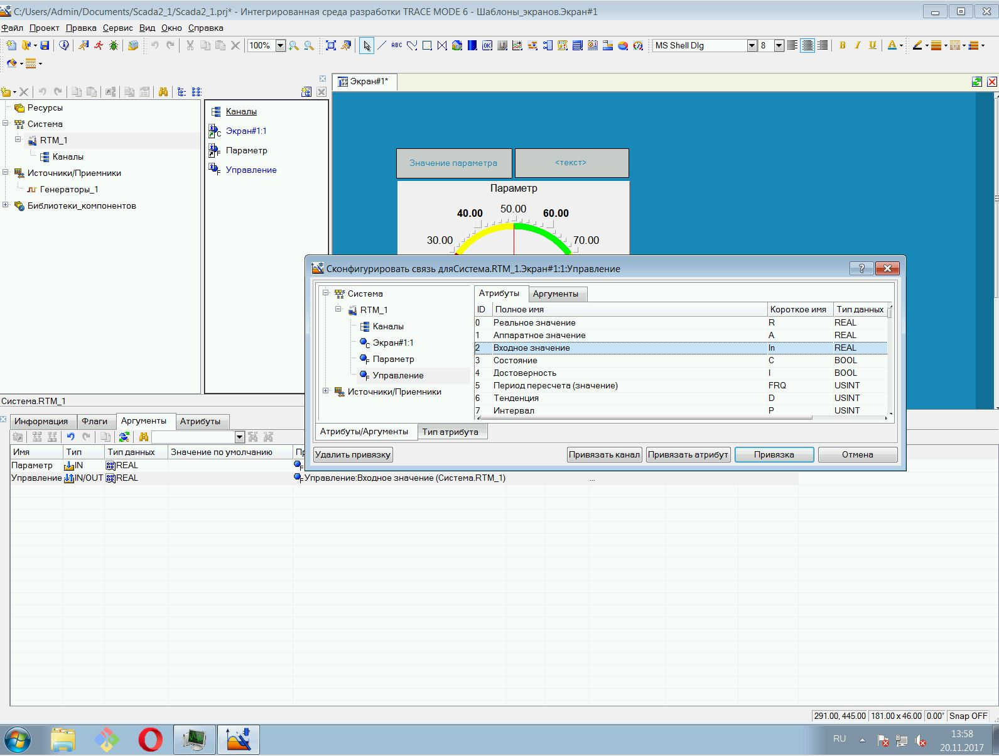 C:/Users/Admin/Documents/Scada2_1/Scada2_1.prj* - Интегрированная среда разработки TRACE MODE 6 - Шаблоны_экранов.Экран#1
Файл Проект Правка Сервис Вид Окно Справка
100%
ABC
OK
MS Shell Dlg
8
B I U A
Экран#1*
Ресурсы
Система
RTM_1
Каналы
Источники/Приемники
Генераторы_1
Библиотеки_компонентов
Каналы
Экран#1:1
Параметр
Управление
Значение параметра
<текст>
Параметр
50.00
40.00 60.00
30.00 70.00
Сконфигурировать связь дляСистема.RTM_1.Экран#1:1:Управление
Система
RTM_1
Каналы
Экран#1:1
Параметр
Управление
Источники/Приемники
Атрибуты Аргументы
ID Полное имя Короткое имя Тип данных
0 Реальное значение R REAL
1 Аппаратное значение A REAL
2 Входное значение In REAL
3 Состояние C BOOL
4 Достоверность I BOOL
5 Период пересчета (значение) FRQ USINT
6 Тенденция D USINT
7 Интервал P USINT
Атрибуты/Аргументы Тип атрибута
Удалить привязку Привязать канал Привязать атрибут Привязка Отмена
Система.RTM_1
Информация Флаги Аргументы Атрибуты
Имя Тип Тип данных Значение по умолчанию
Параметр IN REAL
Управление IN/OUT REAL Управление:Входное значение (Система.RTM_1) ...
291.00, 445.00 181.00 x 46.00 0.00° Snap OFF
RU
13:58
20.11.2017